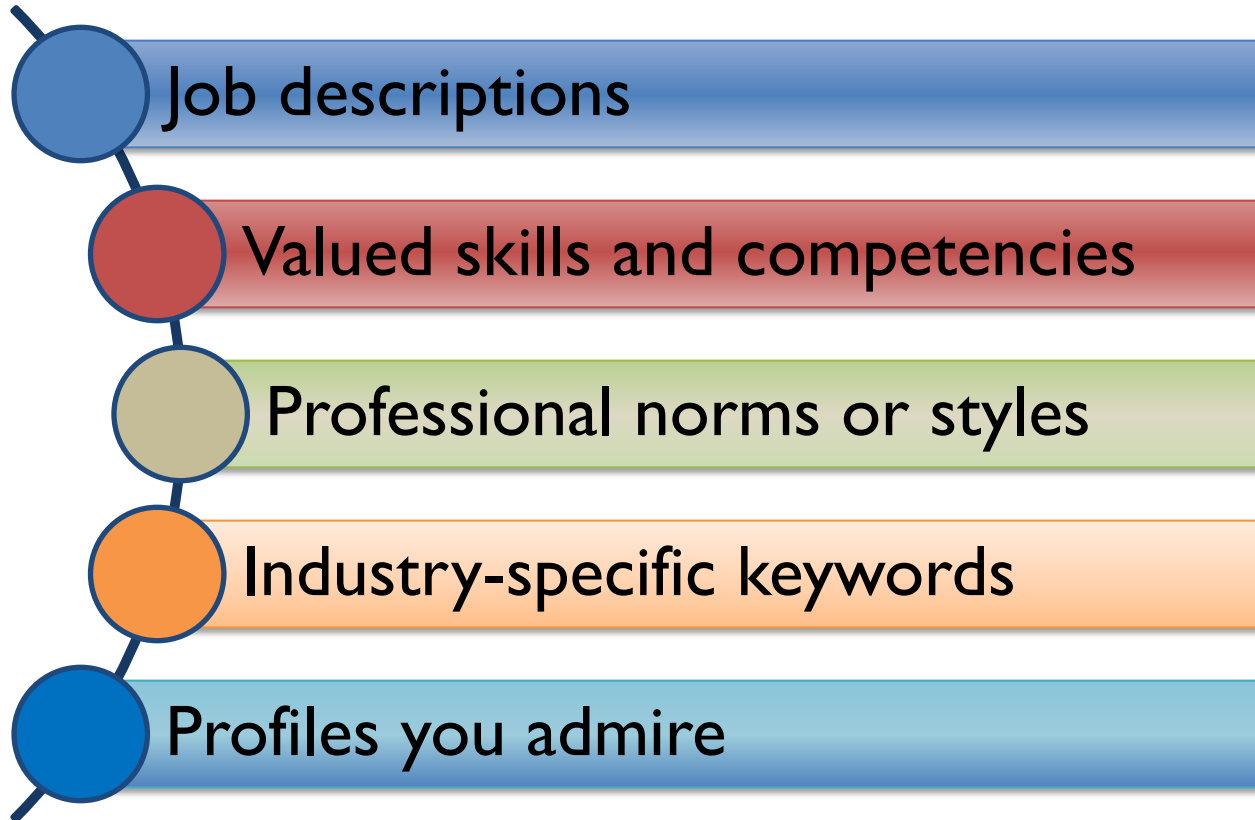 Job descriptions
Valued skills and competencies
Professional norms or styles
Industry-specific keywords
Profiles you admire